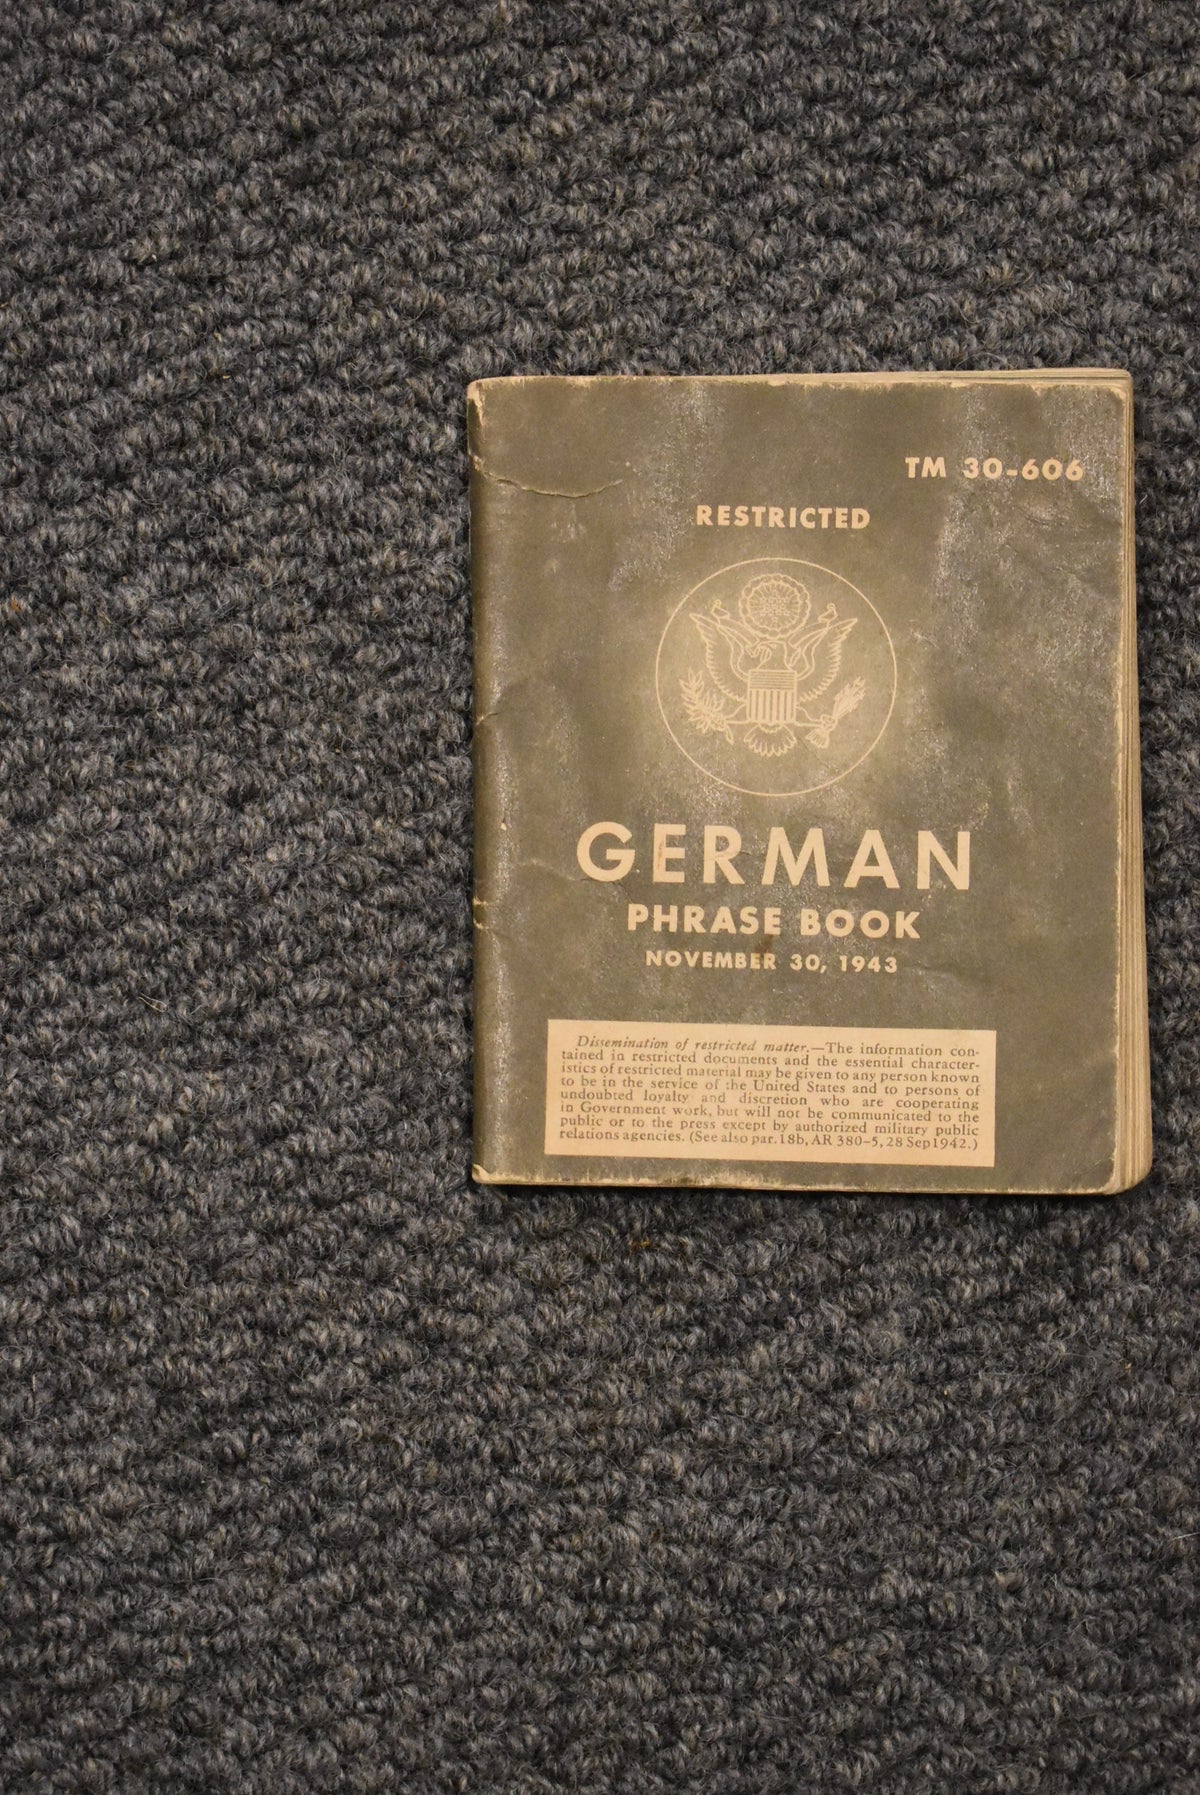 TM 30-606
RESTRICTED
GERMAN
PHRASE BOOK
NOVEMBER 30, 1943
Dissemination of restricted matter.—The information con-
tained in restricted documents and the essential character-
istics of restricted material may be given to any person known
to be in the service of the United States and to persons of
undoubted loyalty and discretion who are cooperating
in Government work, but will not be communicated to the
public or to the press except by authorized military public
relations agencies. (See also par. 18b, AR 380-5, 28 Sep 1942.)